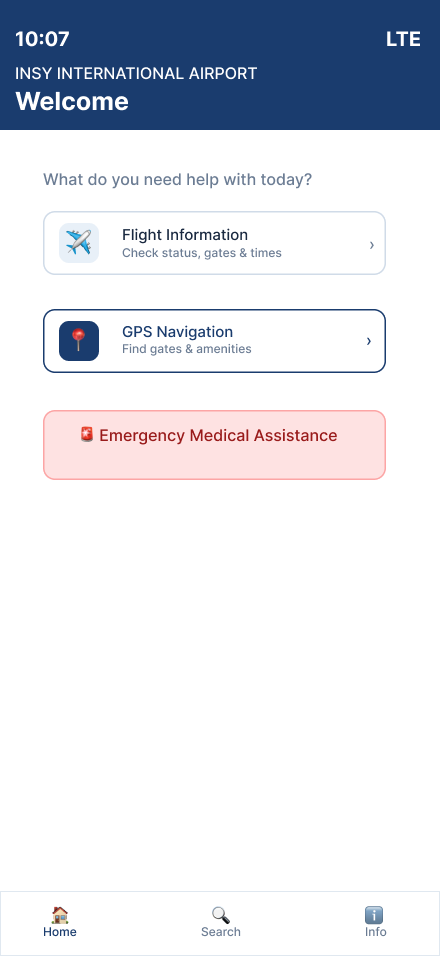 10:07
LTE
INSY INTERNATIONAL AIRPORT
Welcome
What do you need help with today?
Flight Information
Check status, gates & times
›
GPS Navigation
Find gates & amenities
›
Emergency Medical Assistance
Home
Search
Info